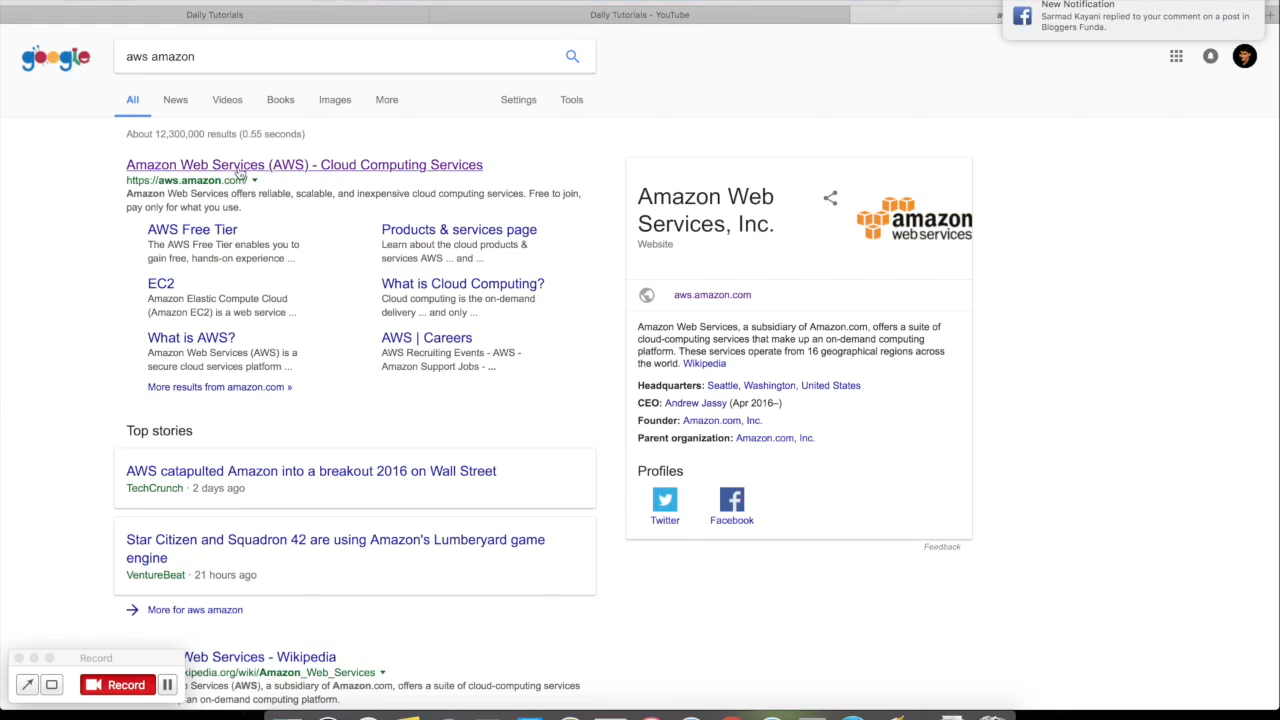 Daily Tutorials
Daily Tutorials - YouTube
New Notification
Sarmad Kayani replied to your comment on a post in
Bloggers Funda.
google
aws amazon
All
News
Videos
Books
Images
More
Settings
Tools
About 12,300,000 results (0.55 seconds)
Amazon Web Services (AWS) - Cloud Computing Services
https://aws.amazon.com/
Amazon Web Services offers reliable, scalable, and inexpensive cloud computing services. Free to join,
pay only for what you use.
AWS Free Tier
The AWS Free Tier enables you to
gain free, hands-on experience ...
Products & services page
Learn about the cloud products &
services AWS ... and ...
EC2
Amazon Elastic Compute Cloud
(Amazon EC2) is a web service ...
What is Cloud Computing?
Cloud computing is the on-demand
delivery ... and only ...
What is AWS?
Amazon Web Services (AWS) is a
secure cloud services platform ...
AWS | Careers
AWS Recruiting Events - AWS -
Amazon Support Jobs - ...
More results from amazon.com »
Top stories
AWS catapulted Amazon into a breakout 2016 on Wall Street
TechCrunch · 2 days ago
Star Citizen and Squadron 42 are using Amazon's Lumberyard game
engine
VentureBeat · 21 hours ago
More for aws amazon
Web Services - Wikipedia
kipedia.org/wiki/Amazon_Web_Services
b Services (AWS), a subsidiary of Amazon.com, offers a suite of cloud-computing services
an on-demand computing platform.
Amazon Web
Services, Inc.
Website
amazon
web services
aws.amazon.com
Amazon Web Services, a subsidiary of Amazon.com, offers a suite of
cloud-computing services that make up an on-demand computing
platform. These services operate from 16 geographical regions across
the world. Wikipedia
Headquarters: Seattle, Washington, United States
CEO: Andrew Jassy (Apr 2016–)
Founder: Amazon.com, Inc.
Parent organization: Amazon.com, Inc.
Profiles
Twitter
Facebook
Feedback
Record
Record